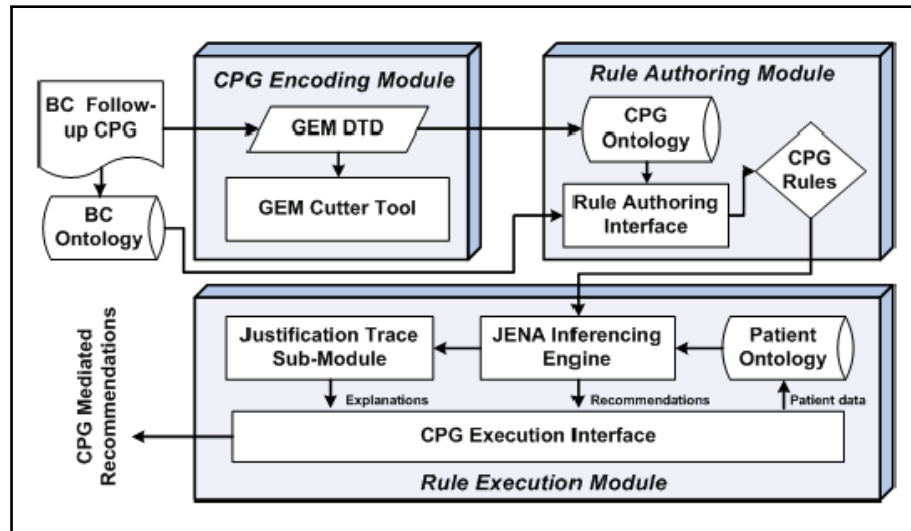 CPG Encoding Module
Rule Authoring Module
BC Follow-
up CPG
GEM DTD
CPG
Ontology
CPG
Rules
GEM Cutter Tool
Rule Authoring
Interface
BC
Ontology
Justification Trace
Sub-Module
JENA Inferencing
Engine
Patient
Ontology
Explanations
Recommendations
Patient data
CPG Execution Interface
CPG Mediated
Recommendations
Rule Execution Module